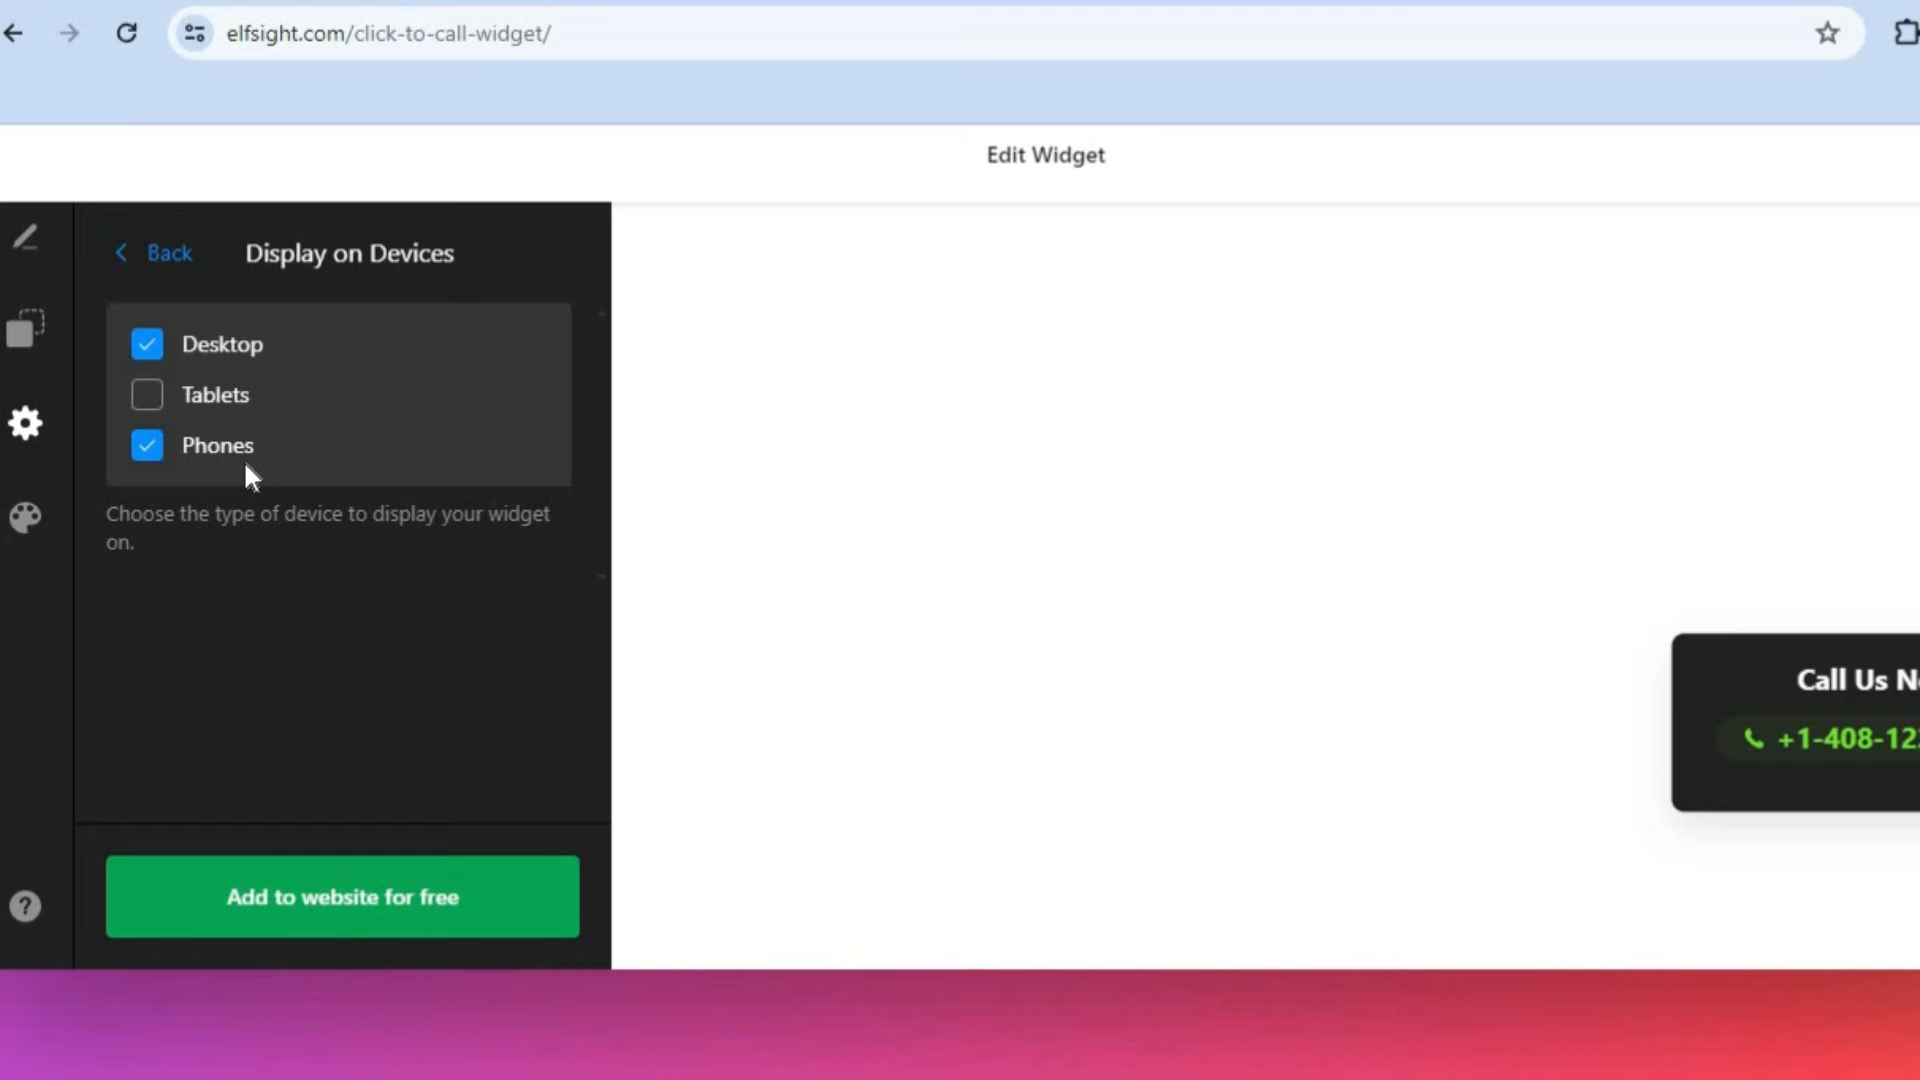 elfsight.com/click-to-call-widget/
Edit Widget
Back
Display on Devices
Desktop
Tablets
Phones
Choose the type of device to display your widget
on.
Call Us N
+1-408-12
Add to website for free
?